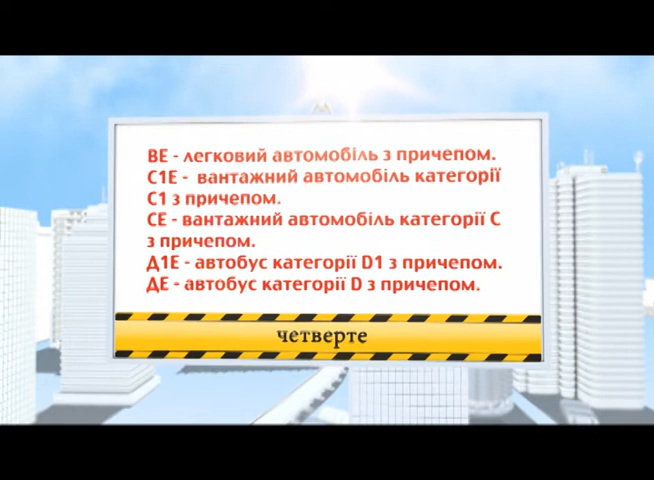 ВЕ - легковий автомобіль з причепом.
С1Е - вантажний автомобіль категорії
С1 з причепом.
СЕ - вантажний автомобіль категорії С
з причепом.
Д1Е - автобус категорії D1 з причепом.
ДЕ - автобус категорії D з причепом.
четверте